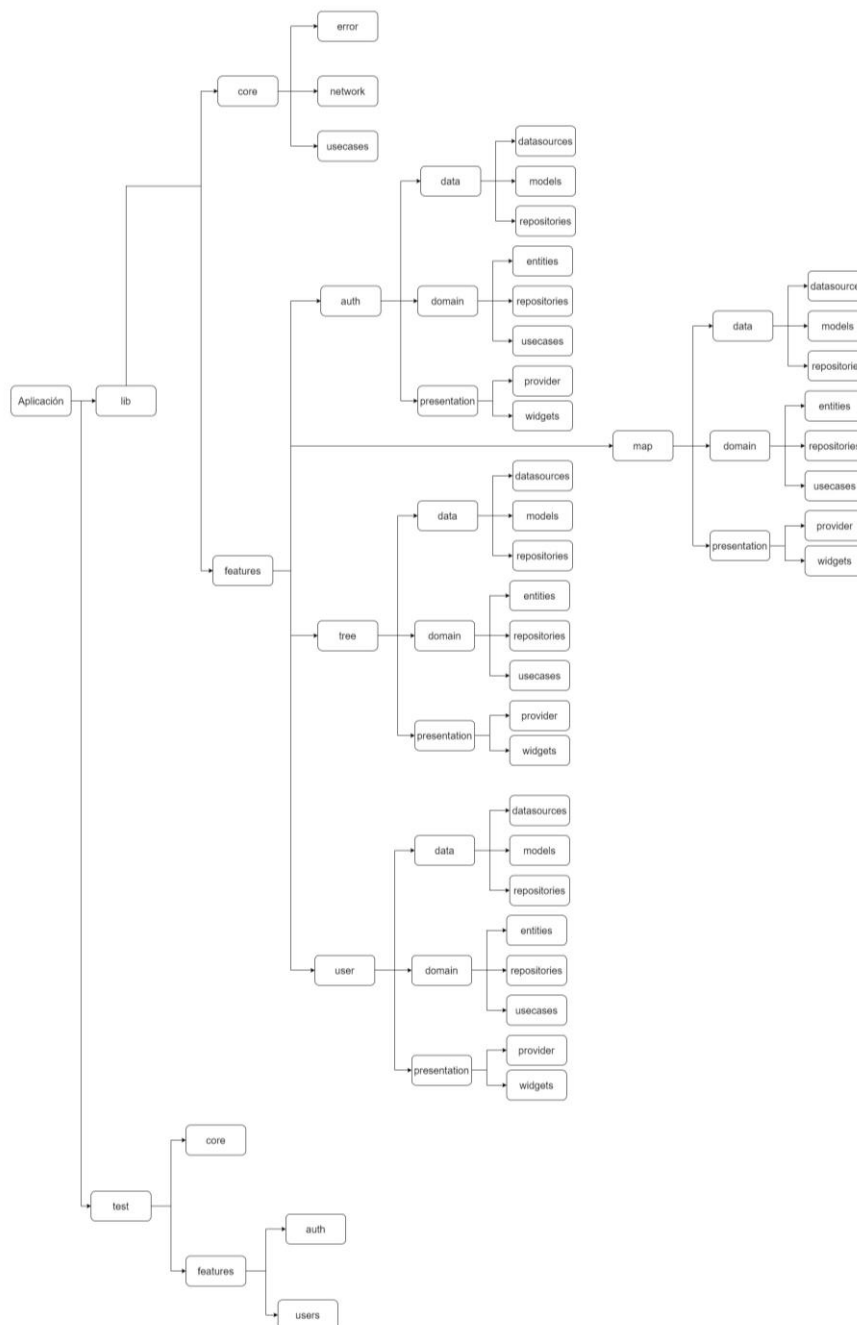 error
core
network
usecases
datasources
data
models
repositories
entities
auth
domain
repositories
usecases
provider
presentation
widgets
datasource
data
models
repositorie
entities
map
domain
repositories
usecases
provider
presentation
widgets
Aplicación
lib
datasources
data
models
repositories
features
entities
tree
domain
repositories
usecases
provider
presentation
widgets
datasources
data
models
repositories
entities
user
domain
repositories
usecases
provider
presentation
widgets
core
test
auth
features
users